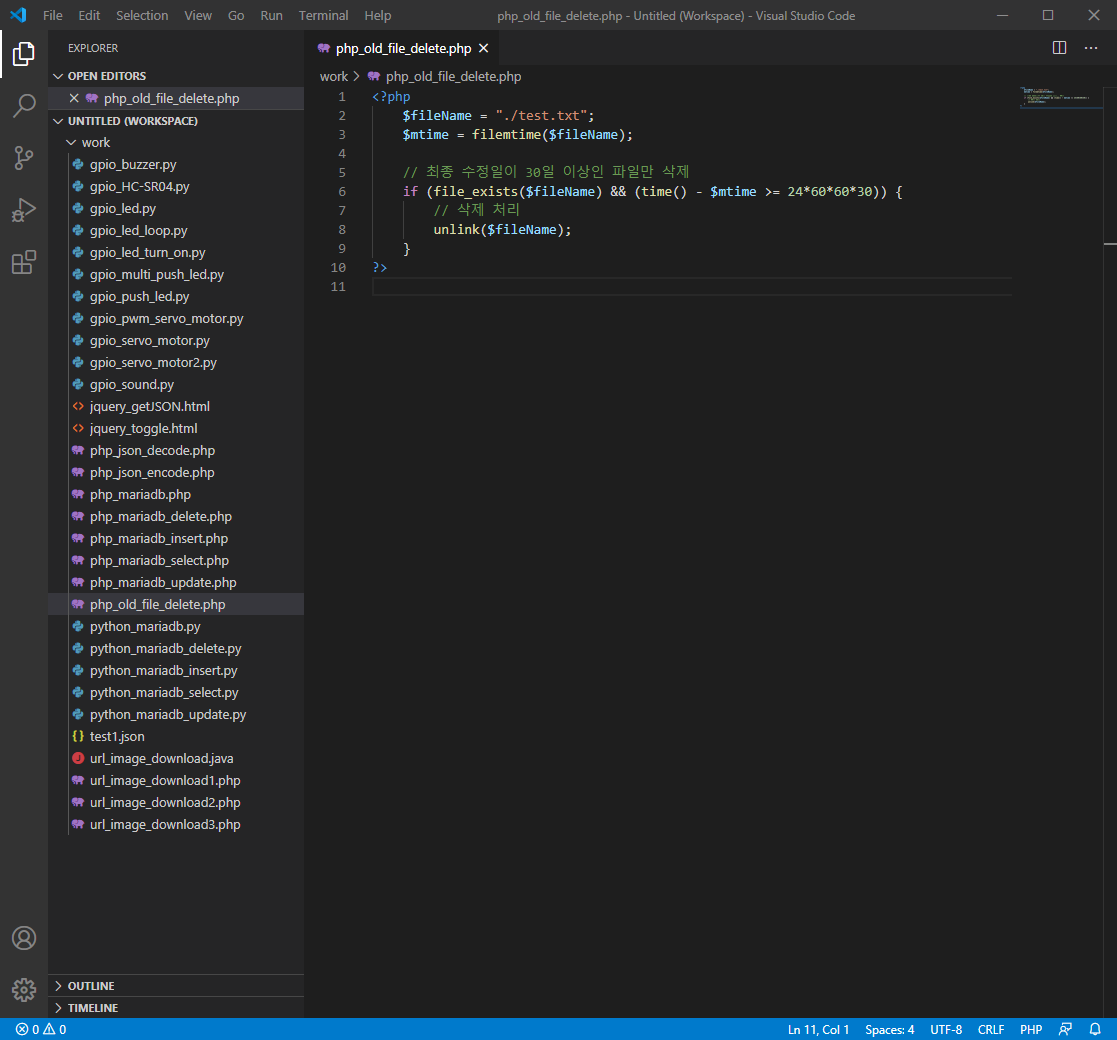 File Edit Selection View Go Run Terminal Help php_old_file_delete.php - Untitled (Workspace) - Visual Studio Code
EXPLORER
OPEN EDITORS
php_old_file_delete.php
UNTITLED (WORKSPACE)
work
gpio_buzzer.py
gpio_HC-SR04.py
gpio_led.py
gpio_led_loop.py
gpio_led_turn_on.py
gpio_multi_push_led.py
gpio_push_led.py
gpio_pwm_servo_motor.py
gpio_servo_motor.py
gpio_servo_motor2.py
gpio_sound.py
jquery_getJSON.html
jquery_toggle.html
php_json_decode.php
php_json_encode.php
php_mariadb.php
php_mariadb_delete.php
php_mariadb_insert.php
php_mariadb_select.php
php_mariadb_update.php
php_old_file_delete.php
python_mariadb.py
python_mariadb_delete.py
python_mariadb_insert.py
python_mariadb_select.py
python_mariadb_update.py
test1.json
url_image_download.java
url_image_download1.php
url_image_download2.php
url_image_download3.php
OUTLINE
TIMELINE
php_old_file_delete.php
work > php_old_file_delete.php
1 <?php
2 $fileName = "./test.txt";
3 $mtime = filemtime($fileName);
4
5 // 최종 수정일이 30일 이상인 파일만 삭제
6 if (file_exists($fileName) && (time() - $mtime >= 24*60*60*30)) {
7 // 삭제 처리
8 unlink($fileName);
9 }
10 ?>
11
0 0 Ln 11, Col 1 Spaces: 4 UTF-8 CRLF PHP